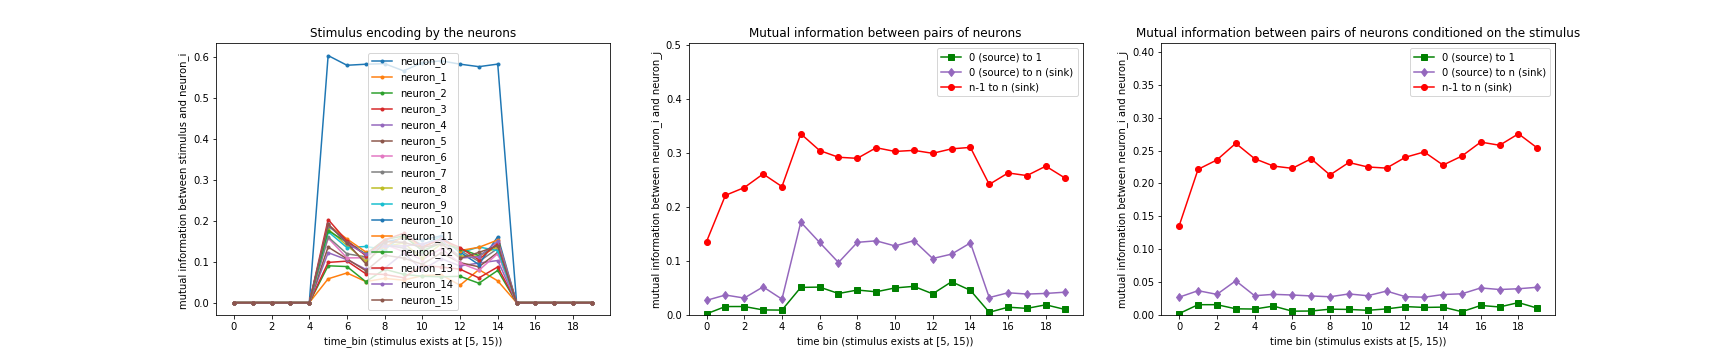 Stimulus encoding by the neurons
mutual information between stimulus and neuron_i
0.6
0.5
0.4
0.3
0.2
0.1
0.0
0 2 4 6 8 10 12 14 16 18
time_bin (stimulus exists at [5, 15))
neuron_0
neuron_1
neuron_2
neuron_3
neuron_4
neuron_5
neuron_6
neuron_7
neuron_8
neuron_9
neuron_10
neuron_11
neuron_12
neuron_13
neuron_14
neuron_15
Mutual information between pairs of neurons
mutual information between neuron_i and neuron_j
0.5
0.4
0.3
0.2
0.1
0.0
0 2 4 6 8 10 12 14 16 18
time bin (stimulus exists at [5, 15))
0 (source) to 1
0 (source) to n (sink)
n-1 to n (sink)
Mutual information between pairs of neurons conditioned on the stimulus
mutual information between neuron_i and neuron_j
0.40
0.35
0.30
0.25
0.20
0.15
0.10
0.05
0.00
0 2 4 6 8 10 12 14 16 18
time bin (stimulus exists at [5, 15))
0 (source) to 1
0 (source) to n (sink)
n-1 to n (sink)